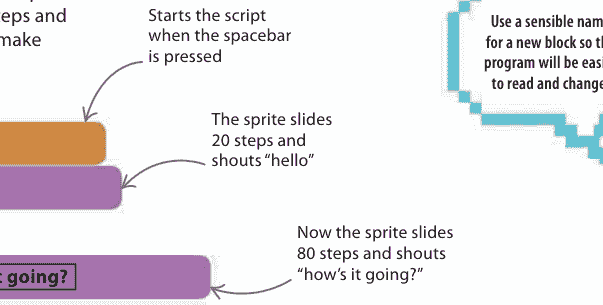 teps and
make
Starts the script
when the spacebar
is pressed
Use a sensible nam
for a new block so th
program will be easi
to read and change
The sprite slides
20 steps and
shouts “hello”
Now the sprite slides
80 steps and shouts
“how’s it going?”
t going?